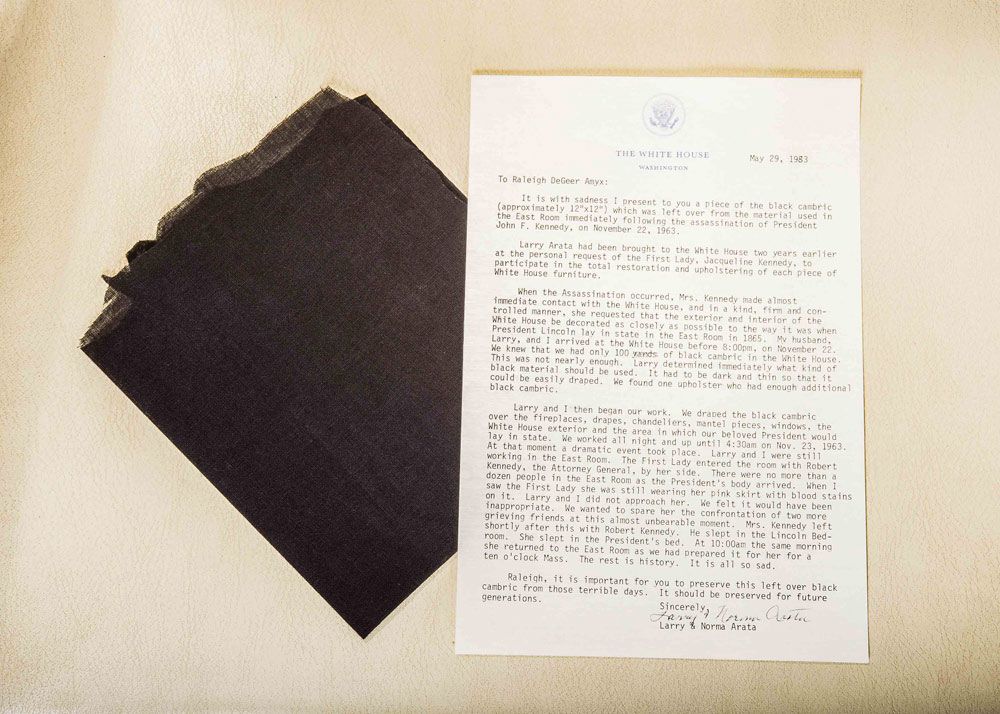 THE WHITE HOUSE
WASHINGTON
May 29, 1983
To Raleigh DeGeer Amyx:
It is with sadness I present to you a piece of the black cambric
(approximately 12"x12") which was left over from the material used in
the East Room immediately following the assassination of President
John F. Kennedy, on November 22, 1963.
Larry Arata had been brought to the White House two years earlier
at the personal request of the First Lady, Jacqueline Kennedy, to
participate in the total restoration and upholstering of each piece of
White House furniture.
When the Assassination occurred, Mrs. Kennedy made almost
immediate contact with the White House, and in a kind, firm and con-
trolled manner, she requested that the exterior and interior of the
White House be decorated as closely as possible to the way it was when
President Lincoln lay in state in the East Room in 1865. My husband,
Larry, and I arrived at the White House before 8:00pm, on November 22.
We knew that we had only 100 yards of black cambric in the White House.
This was not nearly enough. Larry determined immediately what kind of
black material should be used. It had to be dark and thin so that it
could be easily draped. We found one upholster who had enough additional
black cambric.
Larry and I then began our work. We draped the black cambric
over the fireplaces, drapes, chandeliers, mantel pieces, windows, the
White House exterior and the area in which our beloved President would
lay in state. We worked all night and up until 4:30am on Nov. 23, 1963.
At that moment a dramatic event took place. Larry and I were still
working in the East Room. The First Lady entered the room with Robert
Kennedy, the Attorney General, by her side. There were no more than a
dozen people in the East Room as the President's body arrived. When I
saw the First Lady she was still wearing her pink skirt with blood stains
on it. Larry and I did not approach her. We felt it would have been
inappropriate. We wanted to spare her the confrontation of two more
grieving friends at this almost unbearable moment. Mrs. Kennedy left
shortly after this with Robert Kennedy. He slept in the Lincoln Bed-
room. She slept in the President's bed. At 10:00am the same morning
she returned to the East Room as we had prepared it for her for a
ten o'clock Mass. The rest is history. It is all so sad.
Raleigh, it is important for you to preserve this left over black
cambric from those terrible days. It should be preserved for future
generations.
Sincerely,
Larry & Norma Arata
Larry & Norma Arata